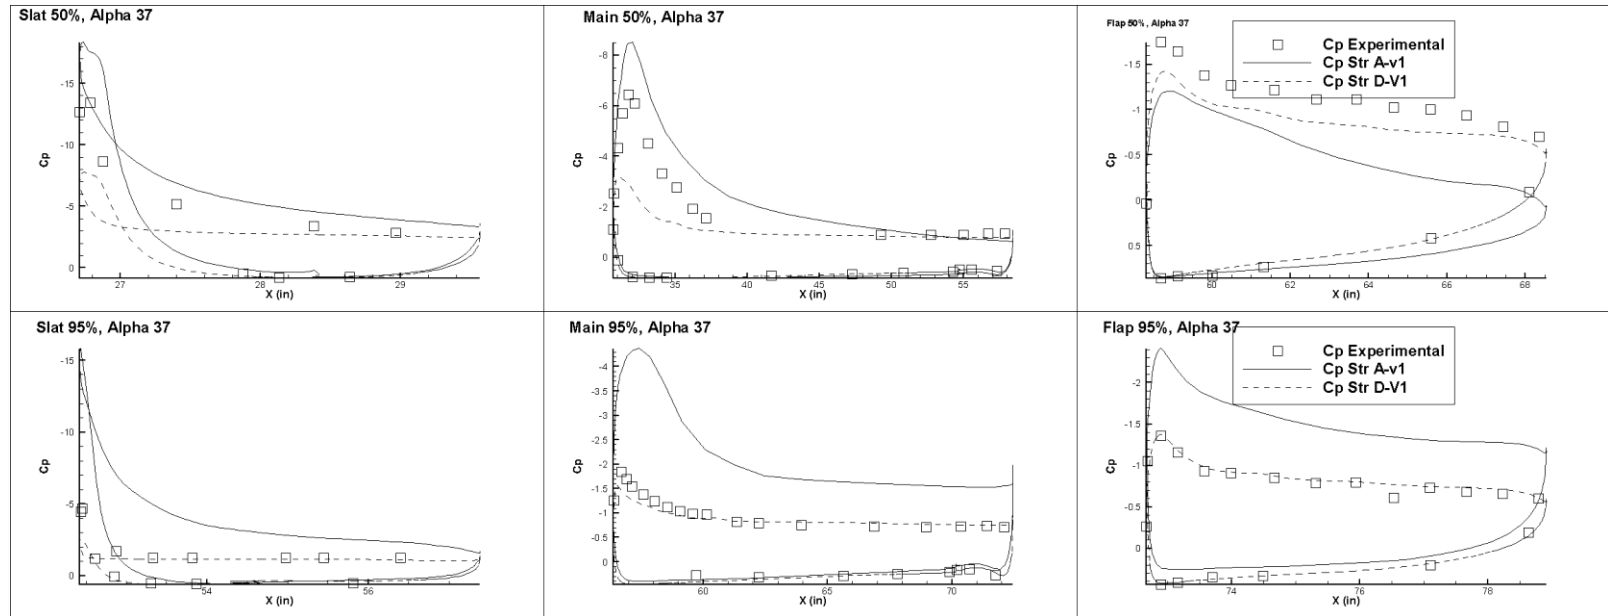 Slat 50%, Alpha 37
-15
-10
-5
0
Cp
27
28
29
X (in)
Main 50%, Alpha 37
-8
-6
-4
-2
0
Cp
35
40
45
50
55
X (in)
Flap 50%, Alpha 37
Cp Experimental
Cp Str A-v1
Cp Str D-V1
-1.5
-1
-0.5
0
0.5
Cp
60
62
64
66
68
X (in)
Slat 95%, Alpha 37
-15
-10
-5
0
Cp
54
56
X (in)
Main 95%, Alpha 37
-4
-3.5
-3
-2.5
-2
-1.5
-1
-0.5
0
Cp
60
65
70
X (in)
Flap 95%, Alpha 37
Cp Experimental
Cp Str A-v1
Cp Str D-V1
-2
-1.5
-1
-0.5
0
Cp
74
76
78
X (in)